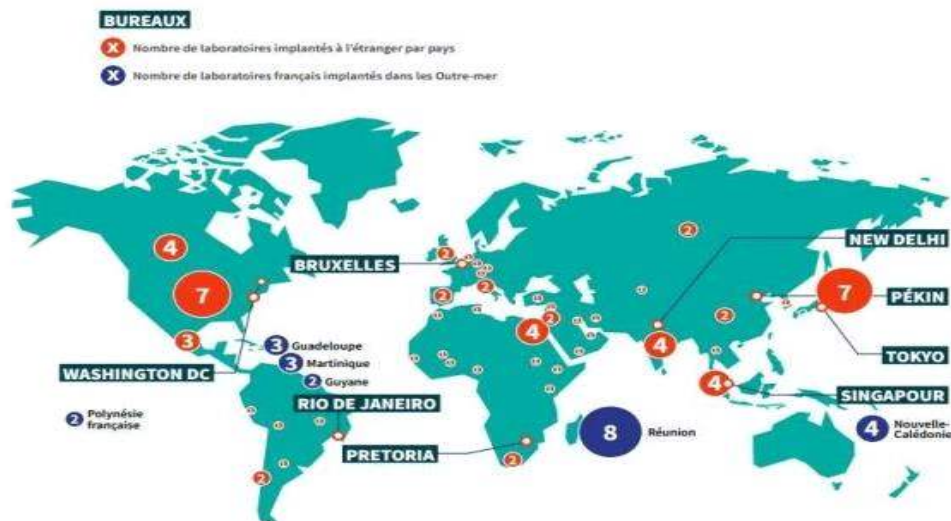 BUREAUX
X Nombre de laboratoires implantés à l'étranger par pays
X Nombre de laboratoires français implantés dans les Outre-mer
2
4
NEW DELHI
2
BRUXELLES
7
2
2
7
PÉKIN
2
2
4
3
3 Guadeloupe
4
TOKYO
3 Martinique
WASHINGTON DC
2 Guyane
4
SINGAPOUR
RIO DE JANEIRO
2 Polynésie
française
8 Réunion
4 Nouvelle-
Calédonie
PRETORIA
2
2